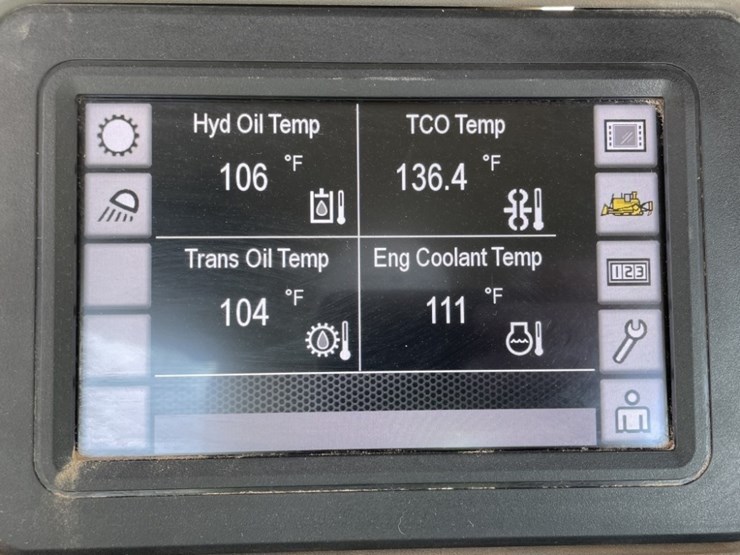 Hyd Oil Temp
106 °F
TCO Temp
136.4 °F
Trans Oil Temp
104 °F
Eng Coolant Temp
111 °F
123